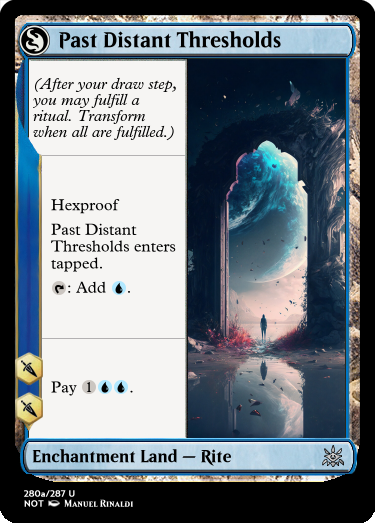 Past Distant Thresholds
(After your draw step,
you may fulfill a
ritual. Transform
when all are fulfilled.)
Hexproof
Past Distant
Thresholds enters
tapped.
: Add .
Pay 1.
Enchantment Land — Rite
280a/287 U
NOT Manuel Rinaldi